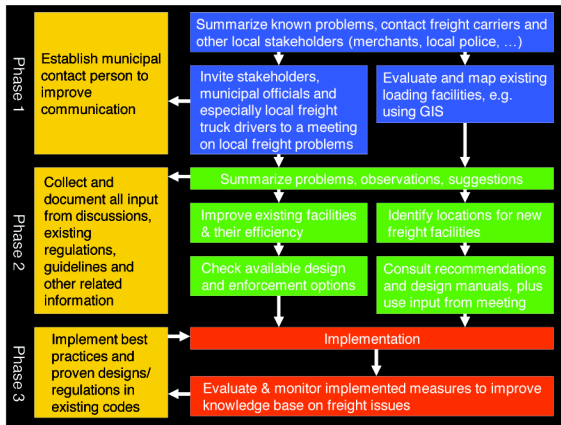 Phase 1
Establish municipal
contact person to
improve
communication
Summarize known problems, contact freight carriers and
other local stakeholders (merchants, local police, ...)
Invite stakeholders,
municipal officials and
especially local freight
truck drivers to a meeting
on local freight problems
Evaluate and map existing
loading facilities, e.g.
using GIS
Phase 2
Collect and
document all input
from discussions,
existing
regulations,
guidelines and
other related
information
Summarize problems, observations, suggestions
Improve existing facilities
& their efficiency
Identify locations for new
freight facilities
Check available design
and enforcement options
Consult recommendations
and design manuals, plus
use input from meeting
Phase 3
Implement best
practices and
proven designs/
regulations in
existing codes
Implementation
Evaluate & monitor implemented measures to improve
knowledge base on freight issues